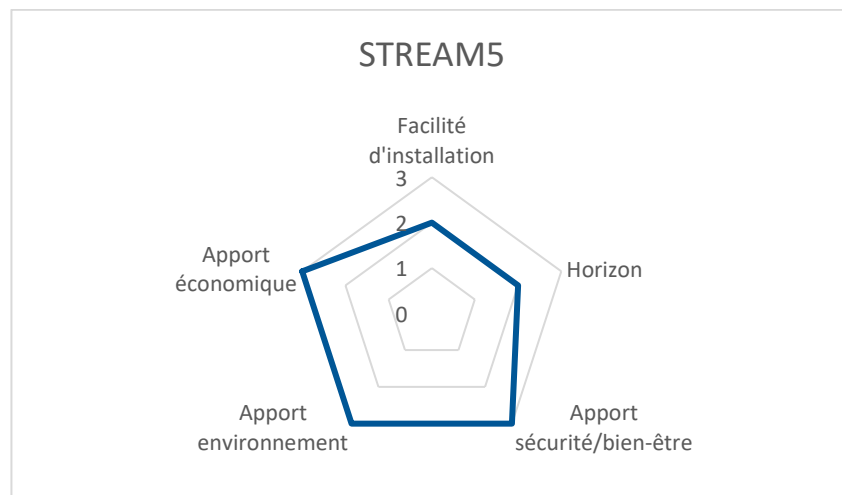 STREAM5
Facilité
d'installation
3
2
1
0
Horizon
Apport
sécurité/bien-être
Apport
environnement
Apport
économique